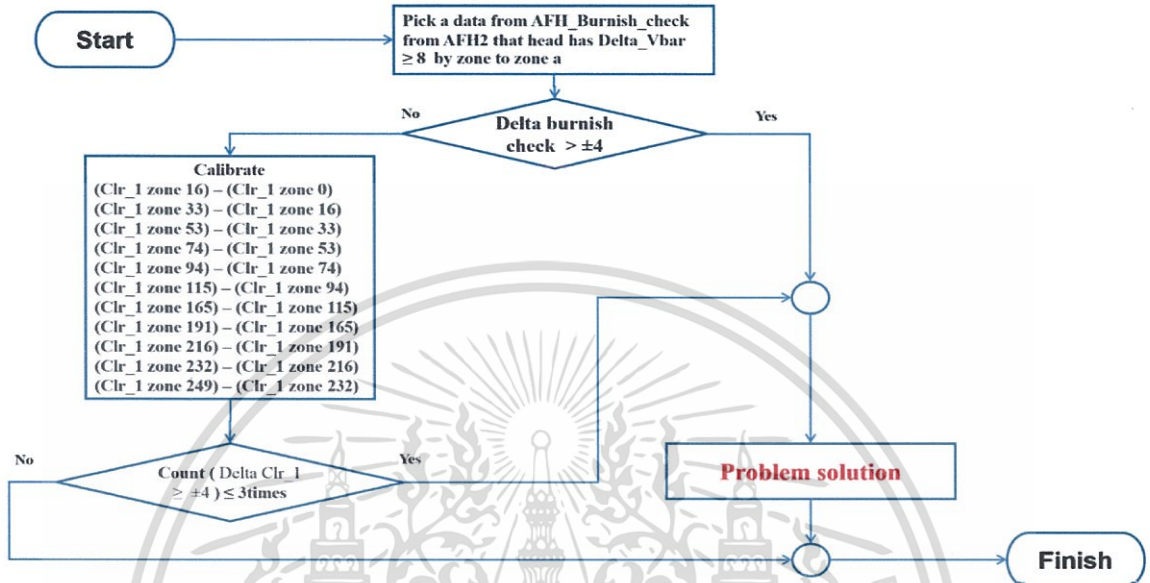 Start
Pick a data from AFH_Burnish_check
from AFH2 that head has Delta_Vbar
≥ 8 by zone to zone a
No
Delta burnish
check > ±4
Yes
Calibrate
(Clr_1 zone 16) – (Clr_1 zone 0)
(Clr_1 zone 33) – (Clr_1 zone 16)
(Clr_1 zone 53) – (Clr_1 zone 33)
(Clr_1 zone 74) – (Clr_1 zone 53)
(Clr_1 zone 94) – (Clr_1 zone 74)
(Clr_1 zone 115) – (Clr_1 zone 94)
(Clr_1 zone 165) – (Clr_1 zone 115)
(Clr_1 zone 191) – (Clr_1 zone 165)
(Clr_1 zone 216) – (Clr_1 zone 191)
(Clr_1 zone 232) – (Clr_1 zone 216)
(Clr_1 zone 249) – (Clr_1 zone 232)
No
Count ( Delta Clr_1
≥ ±4 ) ≤ 3times
Yes
Problem solution
Finish